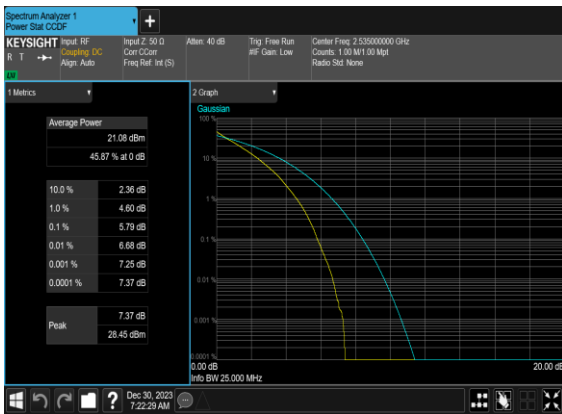 Spectrum Analyzer 1
Power Stat CCDF
KEYSIGHT
R T
LV
Input: RF
Coupling: DC
Align: Auto
Input Z: 50 Ω
Corr CCorr
Freq Ref: Int (S)
Atten: 40 dB
Trig: Free Run
#IF Gain: Low
Center Freq: 2.535000000 GHz
Counts: 1.00 M/1.00 Mpt
Radio Std: None
1 Metrics
Average Power
21.08 dBm
45.87 % at 0 dB
10.0 % 2.36 dB
1.0 % 4.60 dB
0.1 % 5.79 dB
0.01 % 6.68 dB
0.001 % 7.25 dB
0.0001 % 7.37 dB
Peak
7.37 dB
28.45 dBm
2 Graph
Gaussian
100 %
10 %
1 %
0.1 %
0.01 %
0.001 %
0.0001 %
0.00 dB
20.00 dB
Info BW 25.000 MHz
Dec 30, 2023
7:22:29 AM